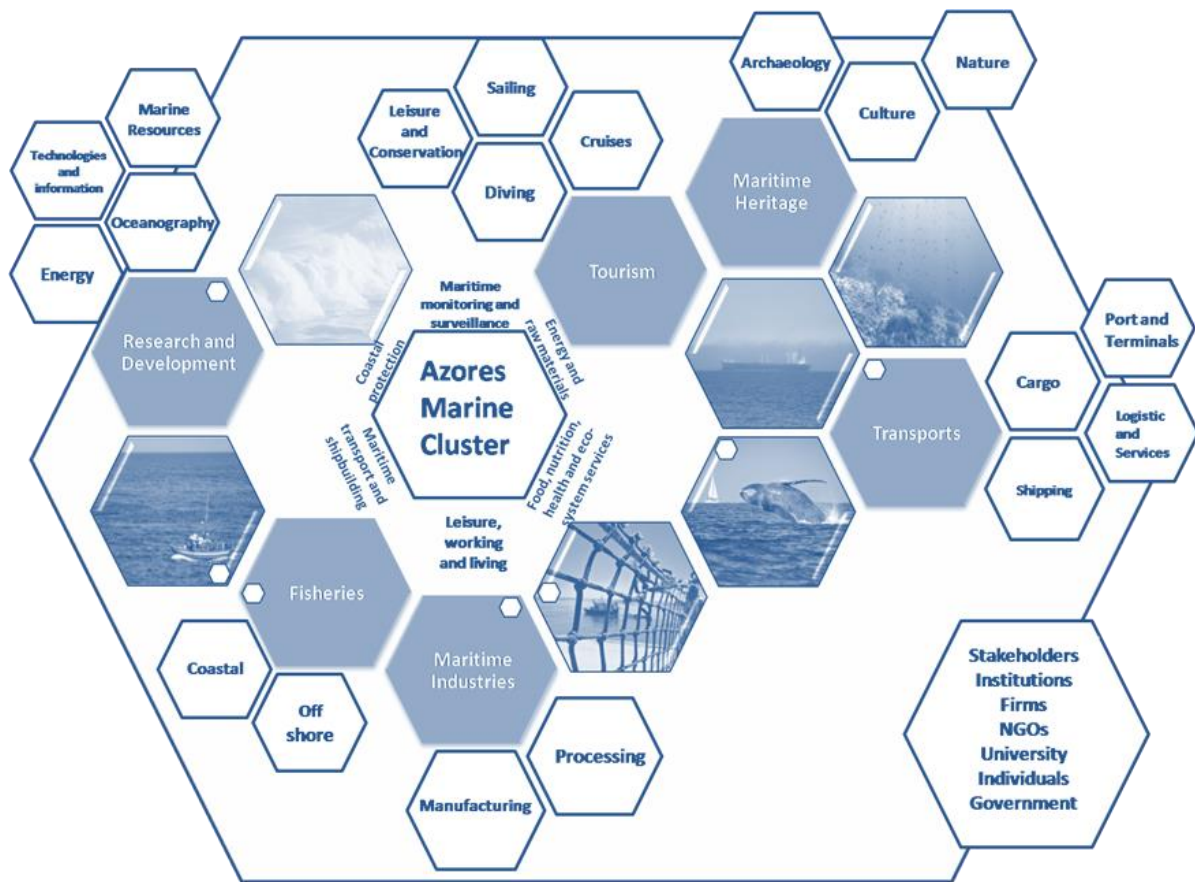 Archaeology
Nature
Culture
Sailing
Leisure
and
Conservation
Cruises
Diving
Marine
Resources
Technologies
and
information
Oceanography
Energy
Maritime
Heritage
Tourism
Research and
Development
Maritime
monitoring and
surveillance
Coastal
protection
Energy and
raw materials
Azores
Marine
Cluster
Maritime
transport and
shipbuilding
Food, nutrition,
health and eco-
system services
Leisure,
working
and living
Port and
Terminals
Cargo
Logistic
and
Services
Transports
Shipping
Fisheries
Maritime
Industries
Coastal
Off
shore
Processing
Manufacturing
Stakeholders
Institutions
Firms
NGOs
University
Individuals
Government